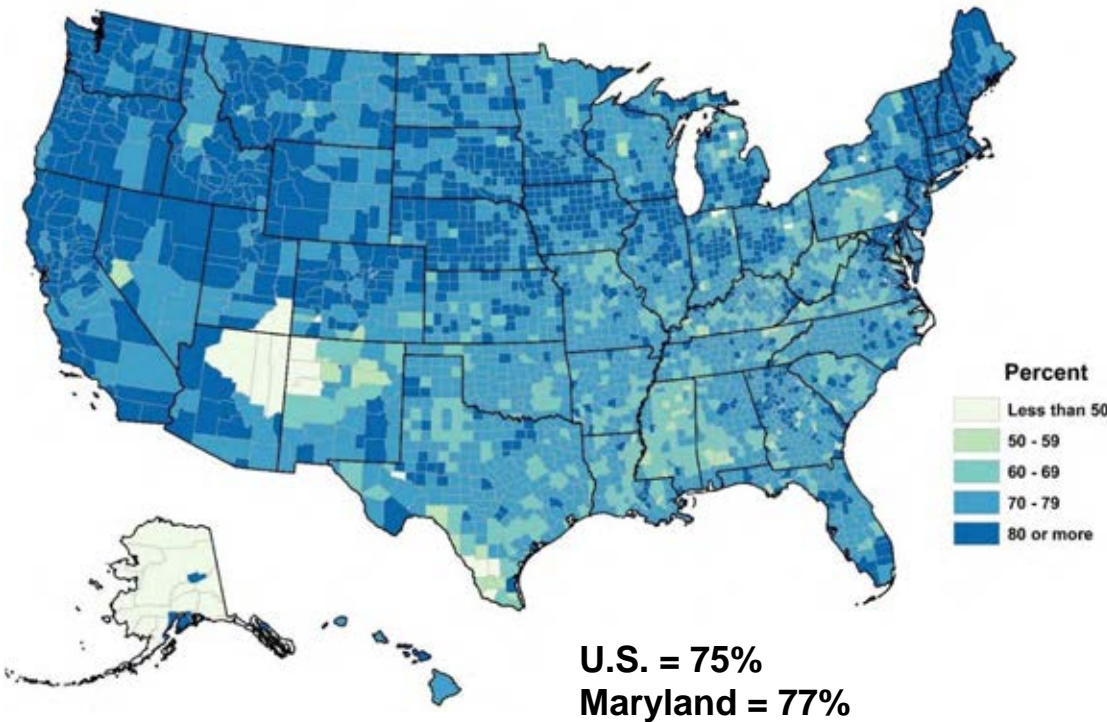 Percent
Less than 50
50 - 59
60 - 69
70 - 79
80 or more
U.S. = 75%
Maryland = 77%